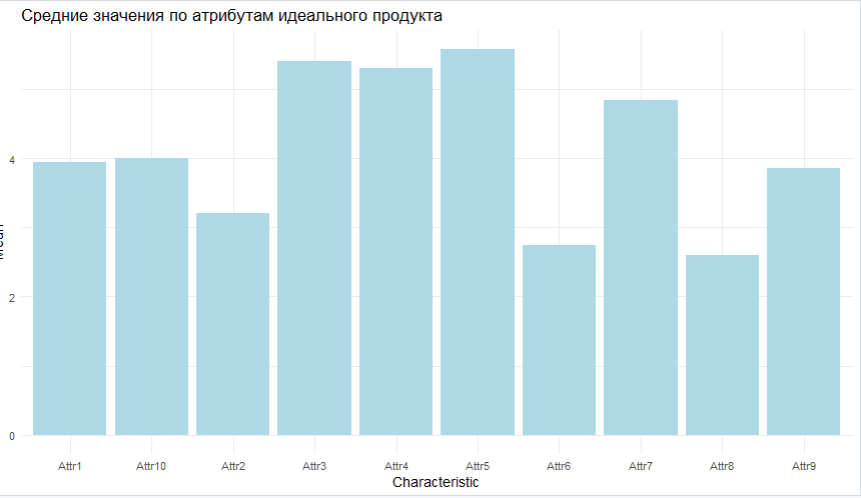 Средние значения по атрибутам идеального продукта
4
2
0
Attr1 Attr10 Attr2 Attr3 Attr4 Attr5 Attr6 Attr7 Attr8 Attr9
Characteristic